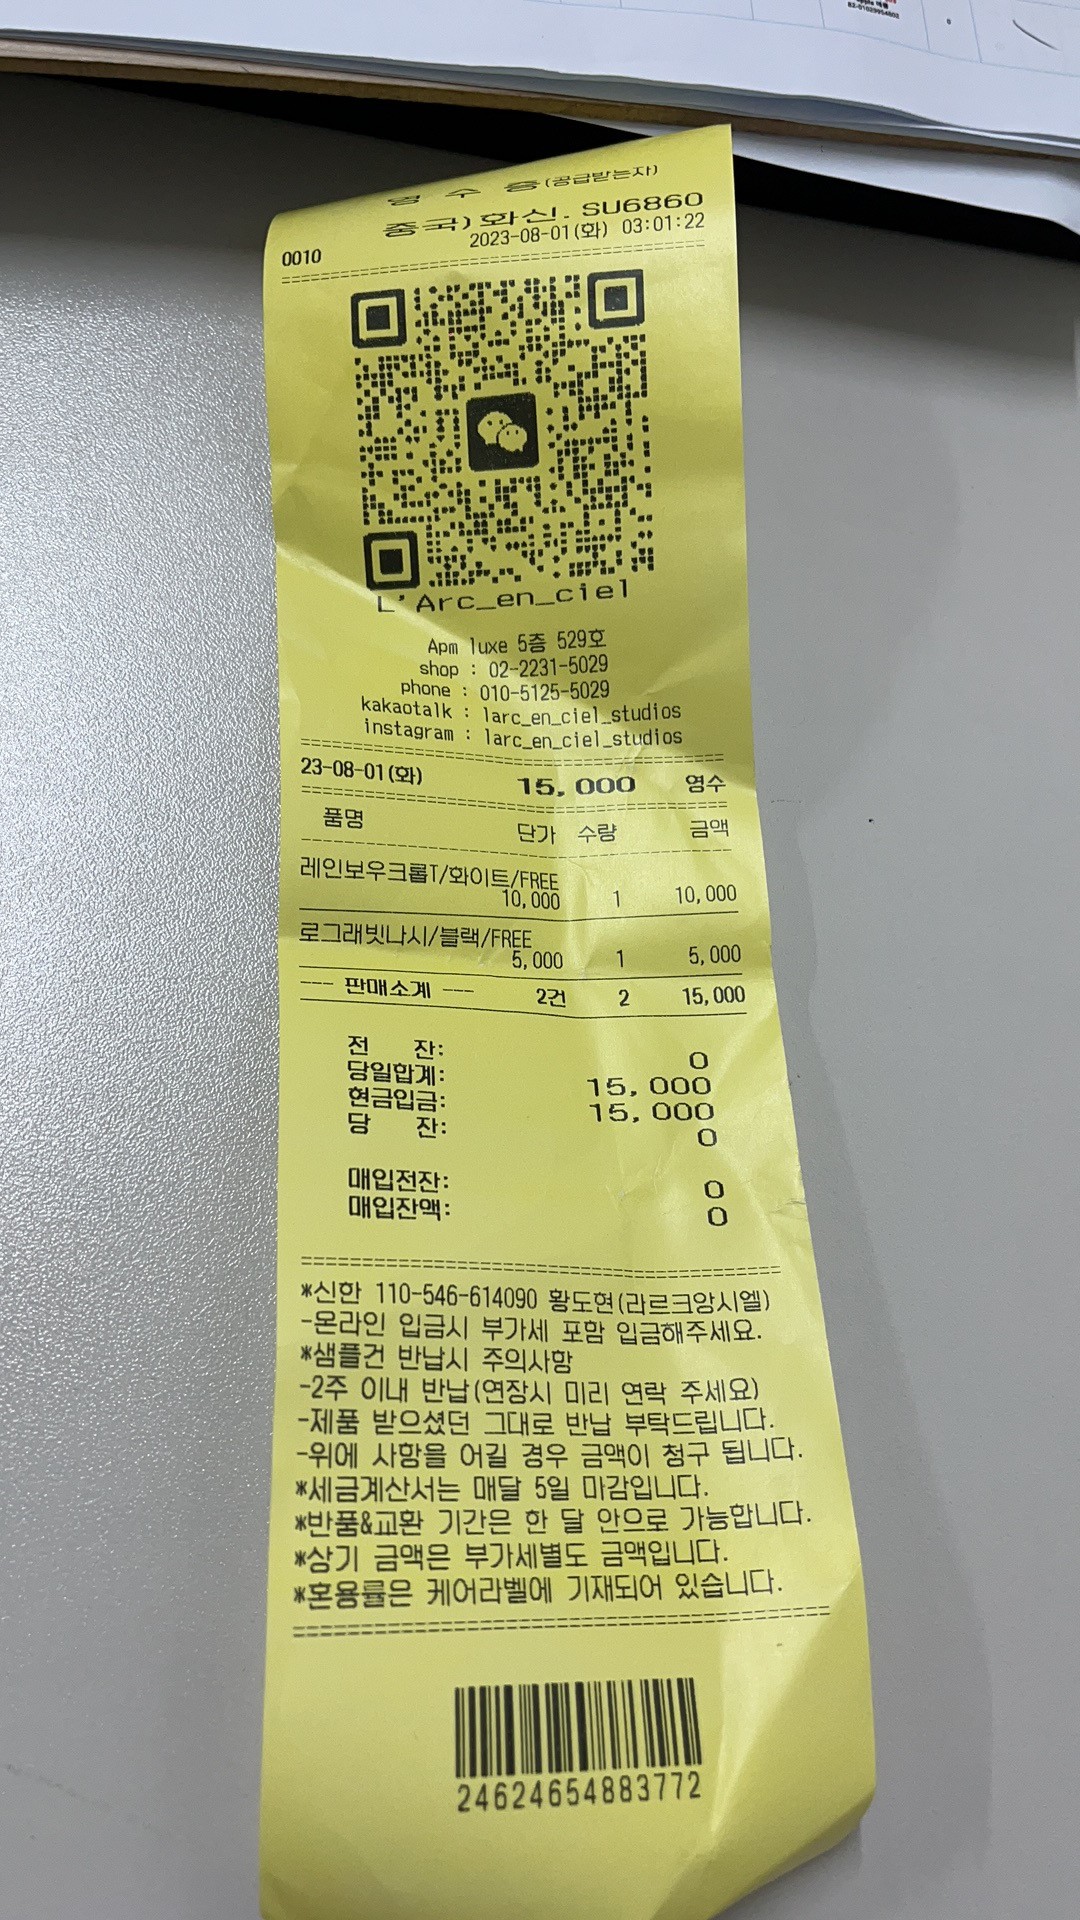 영 수 증(공급받는자)
중국)화신. SU6860
0010 2023-08-01(화) 03:01:22
L'Arc_en_ciel
Apm luxe 5층 529호
shop : 02-2231-5029
phone : 010-5125-5029
kakaotalk : larc_en_ciel_studios
instagram : larc_en_ciel_studios
23-08-01(화) 15,000 영수
품명 단가 수량 금액
레인보우크롭T/화이트/FREE
10,000 1 10,000
로그래빗나시/블랙/FREE
5,000 1 5,000
--- 판매소계 --- 2건 2 15,000
전 잔: 0
당일합계: 15,000
현금입금: 15,000
당 잔: 0
매입전잔: 0
매입잔액: 0
*신한 110-546-614090 황도현(라르크앙시엘)
-온라인 입금시 부가세 포함 입금해주세요.
*샘플건 반납시 주의사항
-2주 이내 반납(연장시 미리 연락 주세요)
-제품 받으셨던 그대로 반납 부탁드립니다.
-위에 사항을 어길 경우 금액이 청구 됩니다.
*세금계산서는 매달 5일 마감입니다.
*반품&교환 기간은 한 달 안으로 가능합니다.
*상기 금액은 부가세별도 금액입니다.
*혼용률은 케어라벨에 기재되어 있습니다.
24624654883772